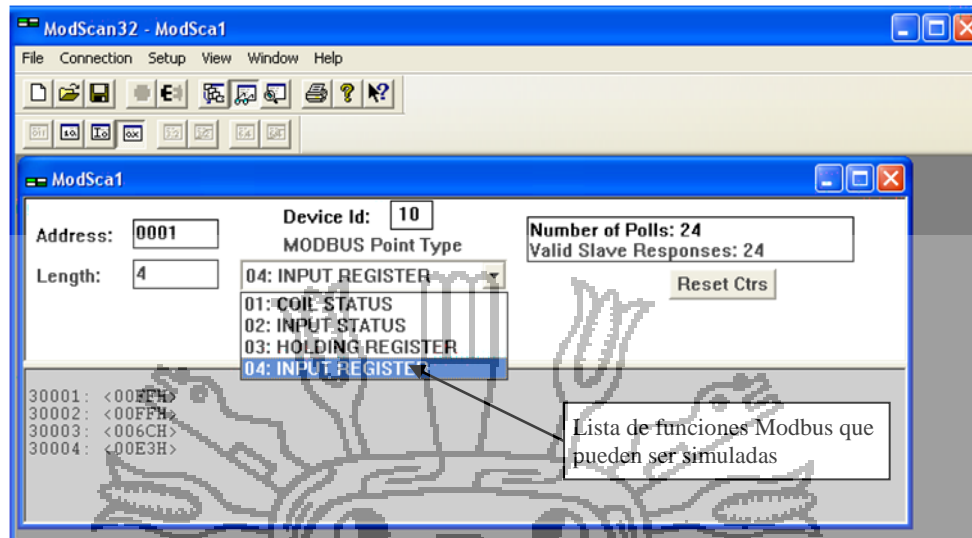 ModScan32 - ModSca1
File Connection Setup View Window Help
ModSca1
Address: 0001
Device Id: 10
MODBUS Point Type
Number of Polls: 24
Valid Slave Responses: 24
Length: 4
04: INPUT REGISTER
Reset Ctrs
01: COIL STATUS
02: INPUT STATUS
03: HOLDING REGISTER
04: INPUT REGISTER
30001: <00FFH>
30002: <00FFH>
30003: <006CH>
30004: <00E3H>
Lista de funciones Modbus que
pueden ser simuladas